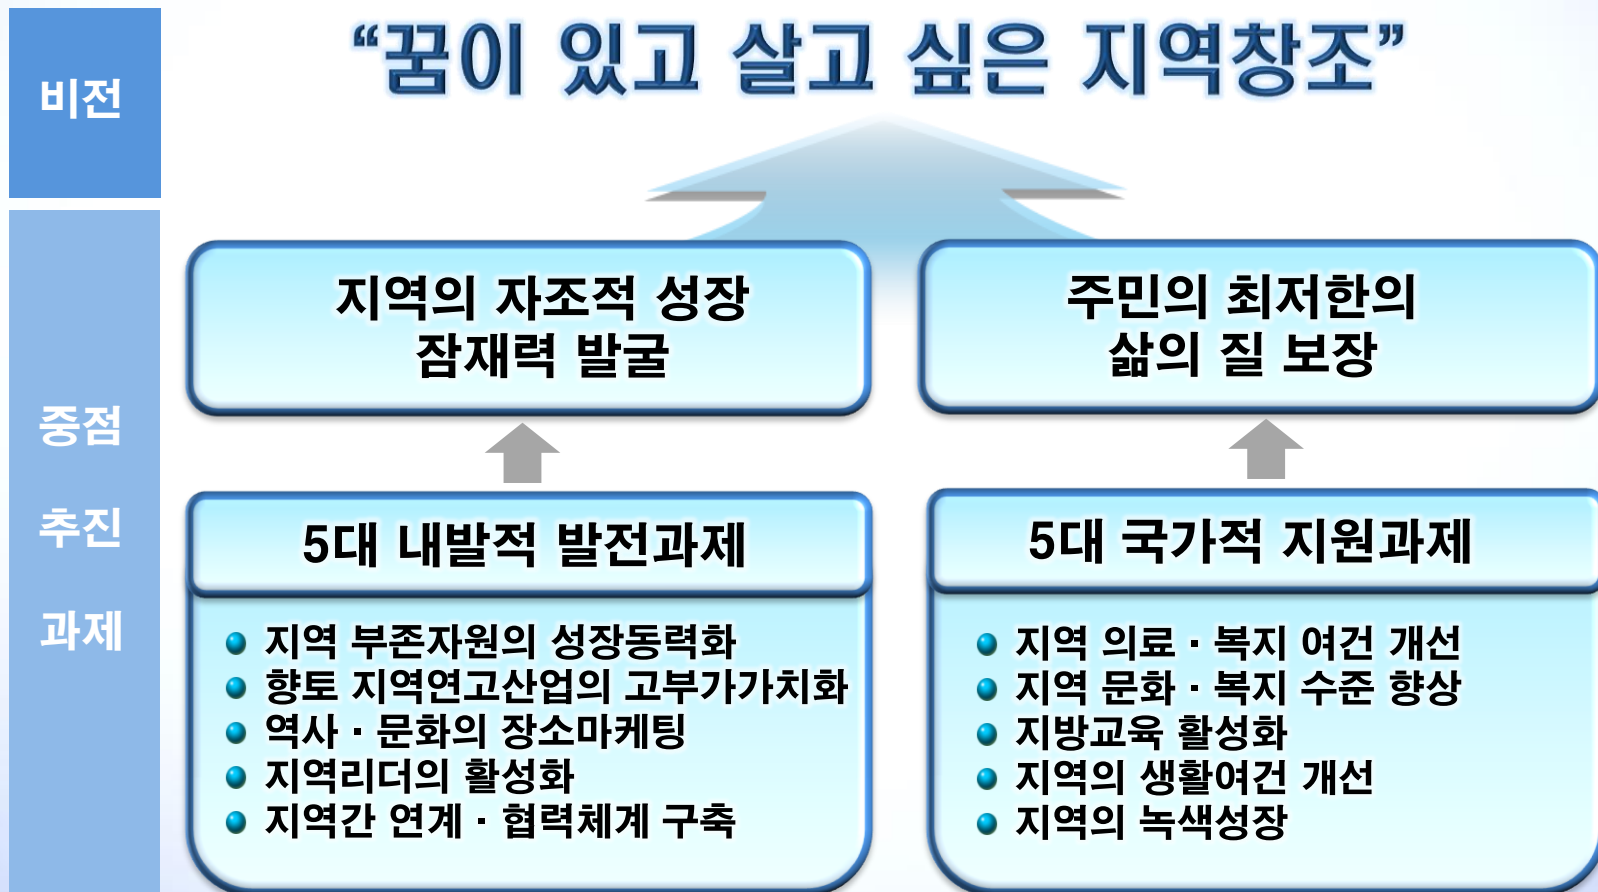 비전
“꿈이 있고 살고 싶은 지역창조”
중점
추진
과제
지역의 자조적 성장
잠재력 발굴
주민의 최저한의
삶의 질 보장
5대 내발적 발전과제
지역 부존자원의 성장동력화
향토 지역연고산업의 고부가가치화
역사 · 문화의 장소마케팅
지역리더의 활성화
지역간 연계 · 협력체계 구축
5대 국가적 지원과제
지역 의료 · 복지 여건 개선
지역 문화 · 복지 수준 향상
지방교육 활성화
지역의 생활여건 개선
지역의 녹색성장